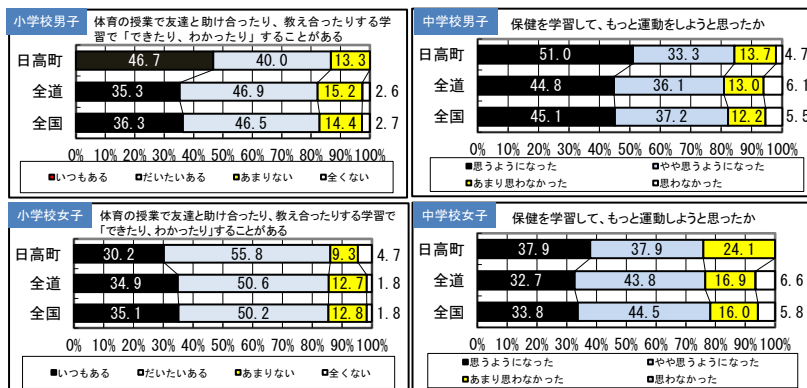 小学校男子
体育の授業で友達と助け合ったり、教え合ったりする学習
で「できたり、わかったり」することがある
日高町 46.7 40.0 13.3
全道 35.3 46.9 15.2 2.6
全国 36.3 46.5 14.4 2.7
0% 10% 20% 30% 40% 50% 60% 70% 80% 90% 100%
■いつもある □だいたいある ■あまりない □全くない
中学校男子
保健を学習して、もっと運動をしようと思ったか
日高町 51.0 33.3 13.7 4.7
全道 44.8 36.1 13.0 6.1
全国 45.1 37.2 12.2 5.5
0% 10% 20% 30% 40% 50% 60% 70% 80% 90% 100%
■思うようになった □やや思うようになった
■あまり思わなかった □思わなかった
小学校女子
体育の授業で友達と助け合ったり、教え合ったりする学習で
「できたり、わかったり」することがある
日高町 30.2 55.8 9.3 4.7
全道 34.9 50.6 12.7 1.8
全国 35.1 50.2 12.8 1.8
0% 10% 20% 30% 40% 50% 60% 70% 80% 90% 100%
■いつもある □だいたいある ■あまりない □全くない
中学校女子
保健を学習して、もっと運動しようと思ったか
日高町 37.9 37.9 24.1
全道 32.7 43.8 16.9 6.6
全国 33.8 44.5 16.0 5.8
0% 10% 20% 30% 40% 50% 60% 70% 80% 90% 100%
■思うようになった □やや思うようになった
■あまり思わなかった □思わなかった